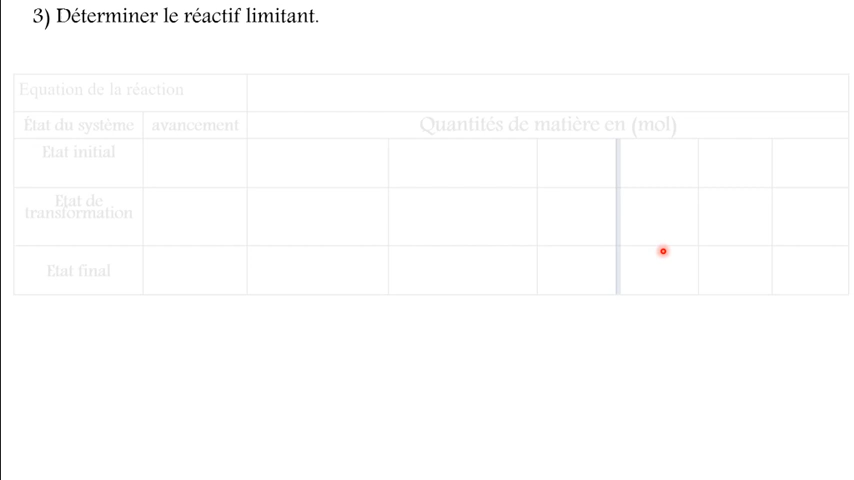 3) Déterminer le réactif limitant.
Equation de la réaction
État du système avancement Quantités de matière en (mol)
Etat initial
Etat de
transformation
Etat final